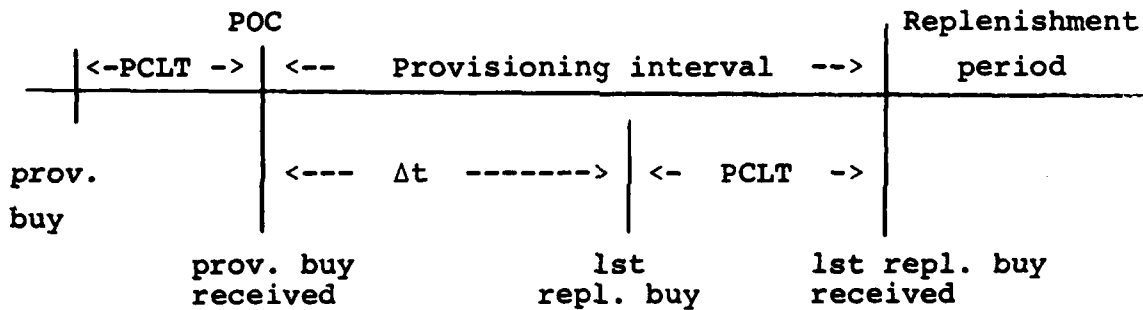 POC Replenishment
<-PCLT -> <-- Provisioning interval --> period
prov. <--- Δt -------> <- PCLT ->
buy
prov. buy 1st 1st repl. buy
received repl. buy received